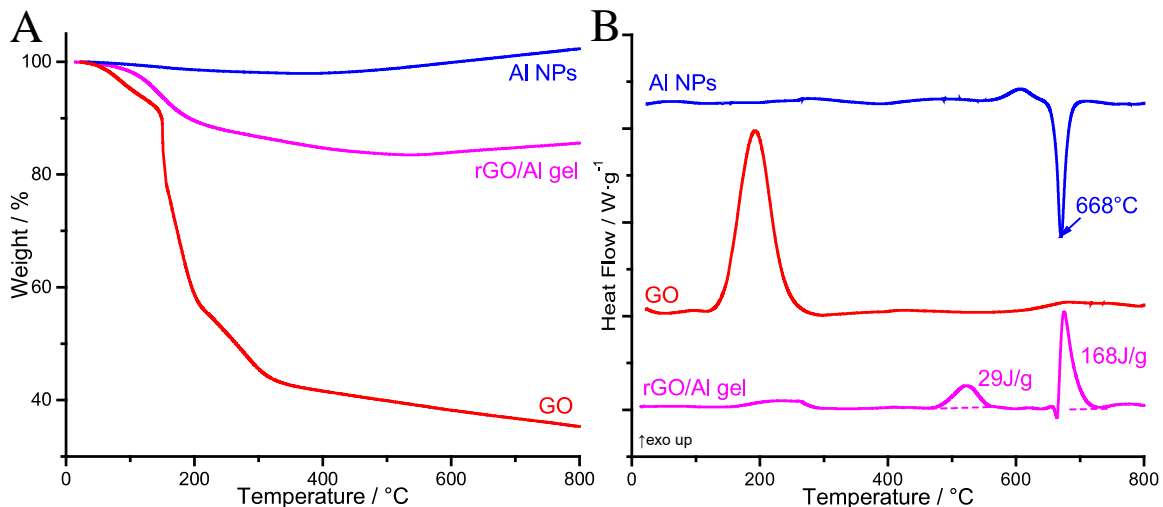 A
100
80
60
40
Weight / %
Al NPs
rGO/Al gel
GO
0
200
400
600
800
Temperature / °C
B
Heat Flow / W·g⁻¹
Al NPs
668°C
GO
168J/g
29J/g
rGO/Al gel
↑exo up
0
200
400
600
800
Temperature / °C